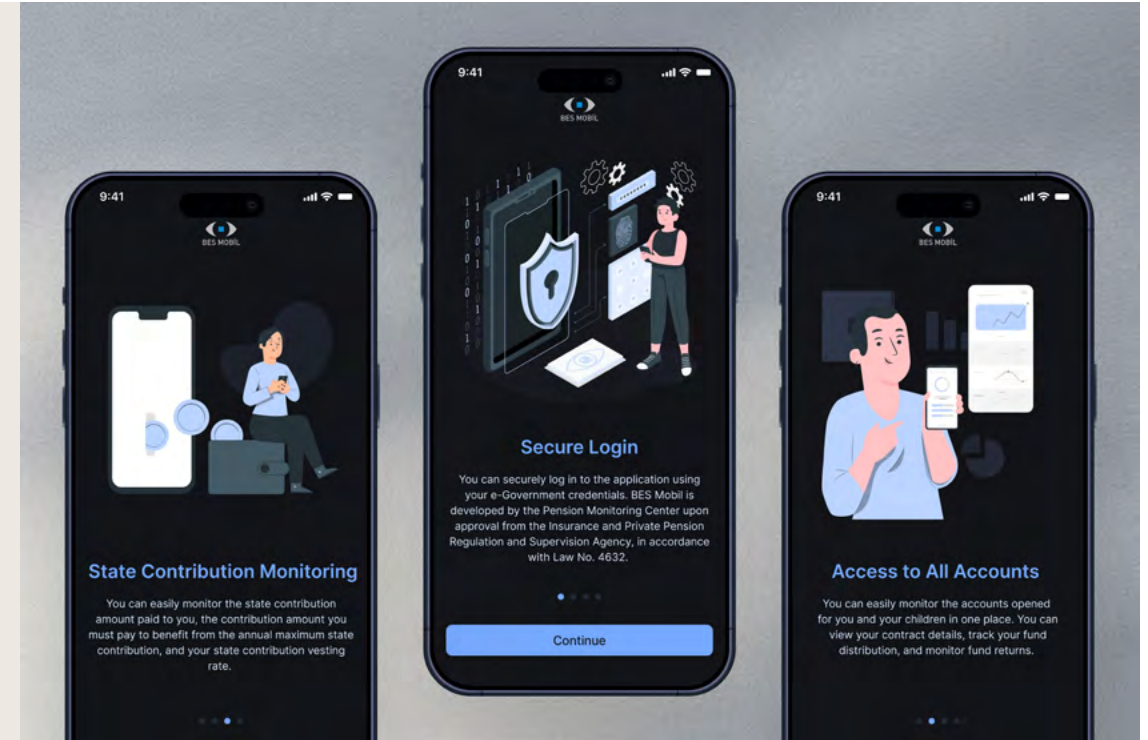 9:41
BES MOBİL
State Contribution Monitoring
You can easily monitor the state contribution
amount paid to you, the contribution amount you
must pay to benefit from the annual maximum state
contribution, and your state contribution vesting
rate.
9:41
BES MOBİL
Secure Login
You can securely log in to the application using
your e-Government credentials. BES Mobil is
developed by the Pension Monitoring Center upon
approval from the Insurance and Private Pension
Regulation and Supervision Agency, in accordance
with Law No. 4632.
Continue
9:41
BES MOBİL
Access to All Accounts
You can easily monitor the accounts opened
for you and your children in one place. You can
view your contract details, track your fund
distribution, and monitor fund returns.